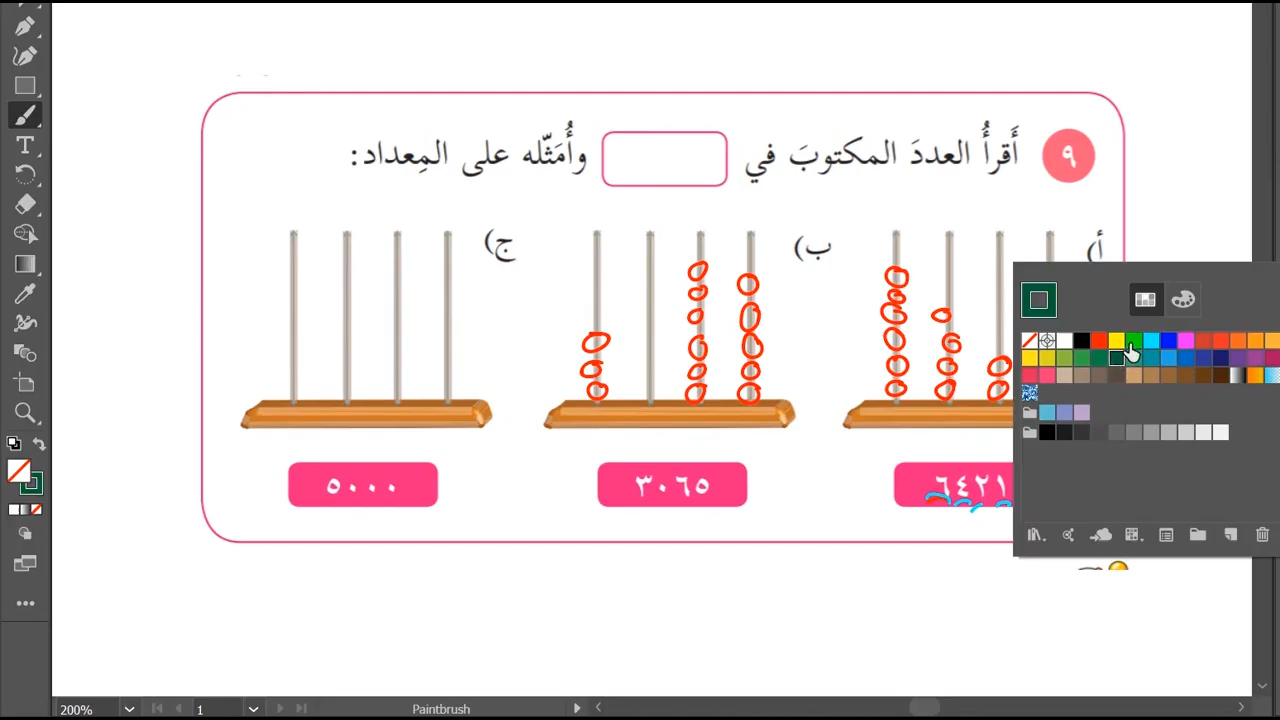 ٩ أَقرأُ العددَ المكتوبَ في وأُمَثّله على المِعداد:
أ) ب) ج)
٦٤٢١ ٣٠٦٥ ٥٠٠٠
200% 1 Paintbrush